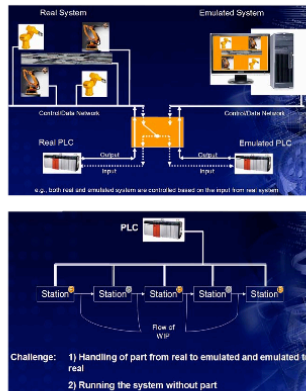 Real System
Emulated System
Control/Data Network
Control/Data Network
Real PLC
Output
Input
Output
Input
Emulated PLC
e.g., both real and emulated system are controlled based on the input from real system
PLC
Station
Station
Station
Station
Station
Flow of
WIP
Challenge: 1) Handling of part from real to emulated and emulated to
real
2) Running the system without part